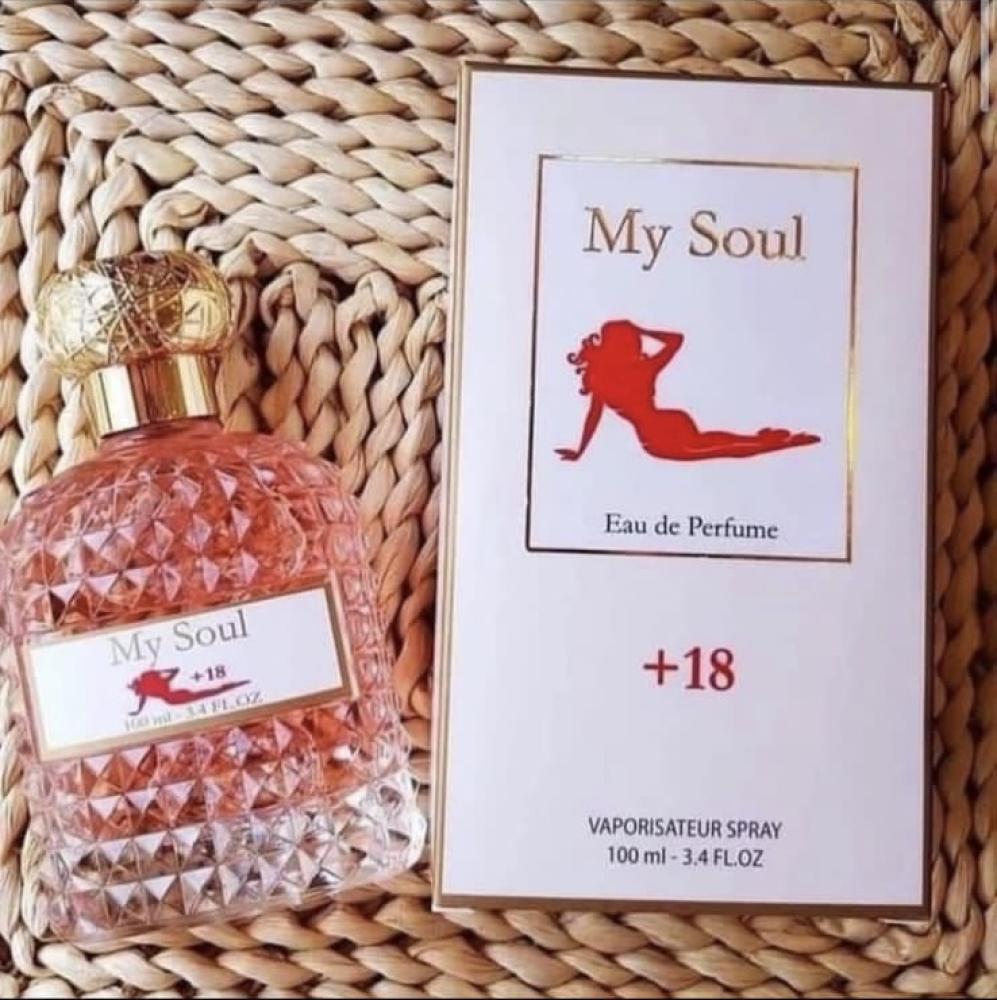 My Soul
Eau de Perfume
+18
VAPORISATEUR SPRAY
100 ml - 3.4 FL.OZ
My Soul
+18
100 ml - 3.4 FL.OZ